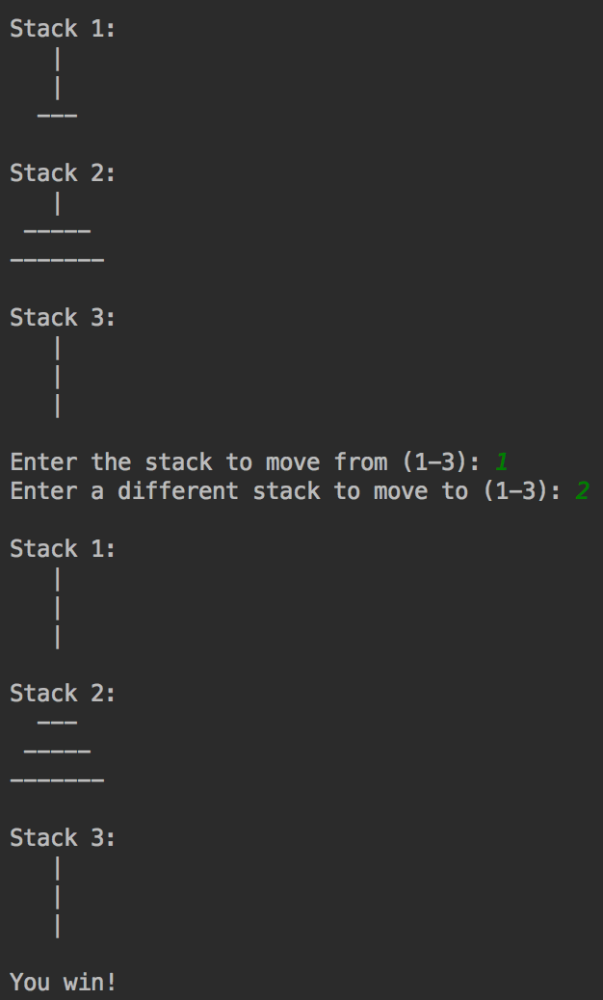 Stack 1:
   |
   |
  ---

Stack 2:
   |
 -----
-------

Stack 3:
   |
   |
   |

Enter the stack to move from (1-3): 1
Enter a different stack to move to (1-3): 2

Stack 1:
   |
   |
   |

Stack 2:
  ---
 -----
-------

Stack 3:
   |
   |
   |

You win!